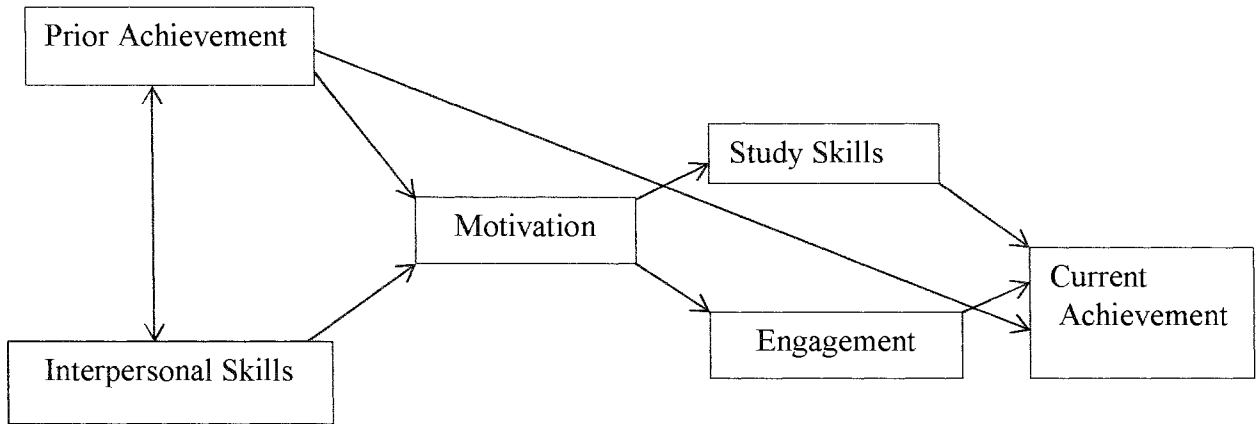 Prior Achievement
Study Skills
Motivation
Current
Achievement
Engagement
Interpersonal Skills